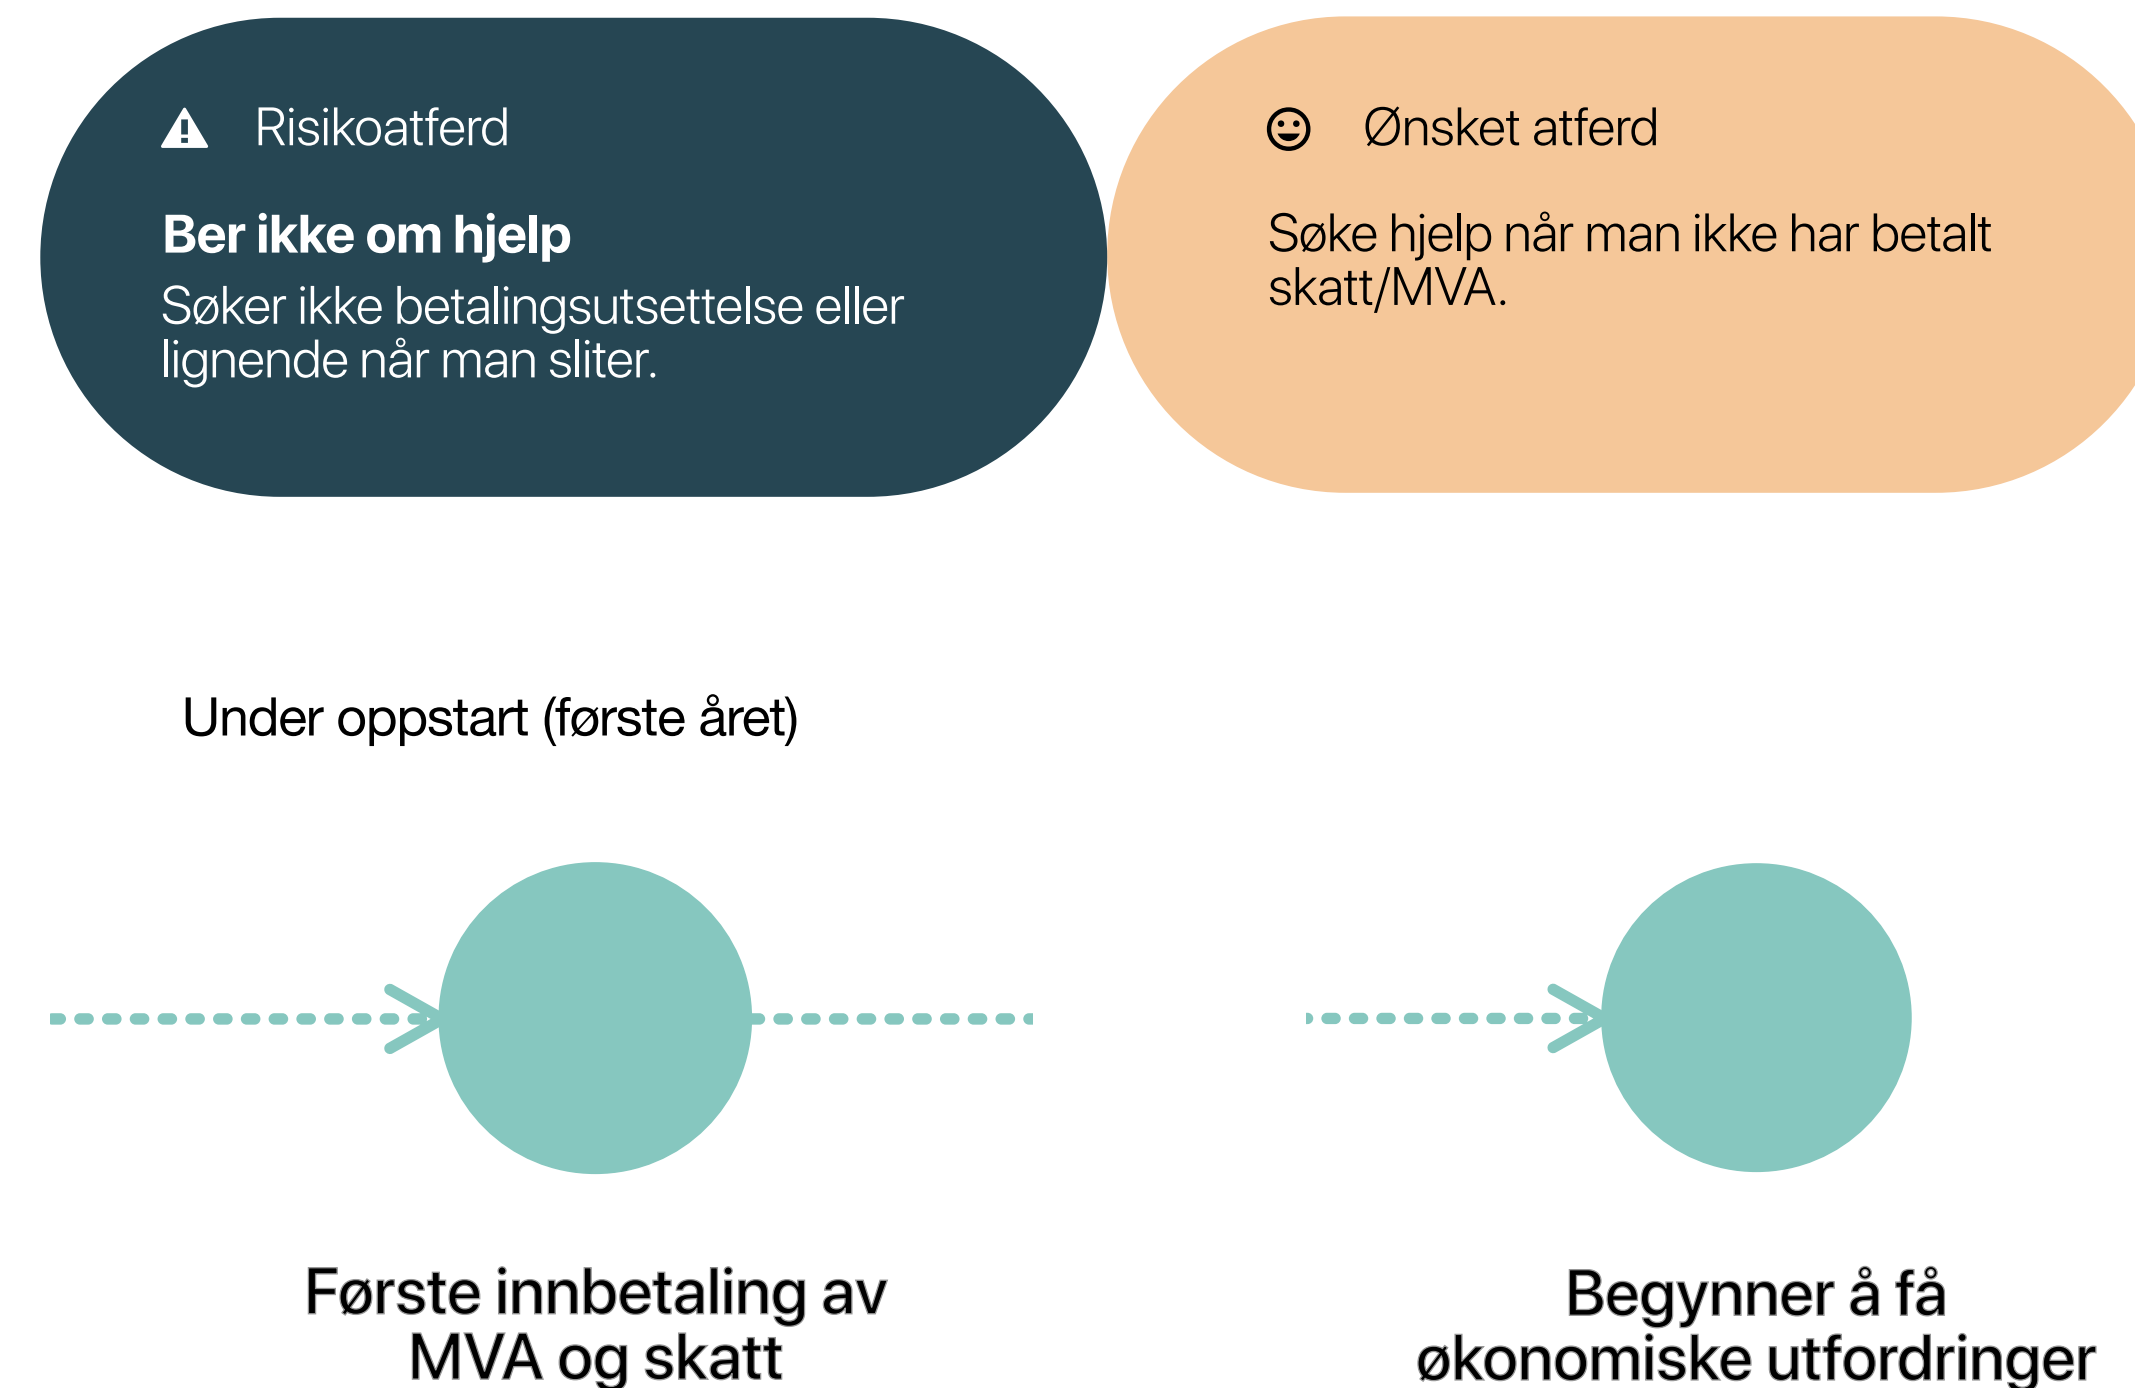 Risikoatferd
Ber ikke om hjelp
Søker ikke betalingsutsettelse eller
lignende når man sliter.
Ønsket atferd
Søke hjelp når man ikke har betalt
skatt/MVA.
Under oppstart (første året)
Første innbetaling av
MVA og skatt
Begynner å få
økonomiske utfordringer